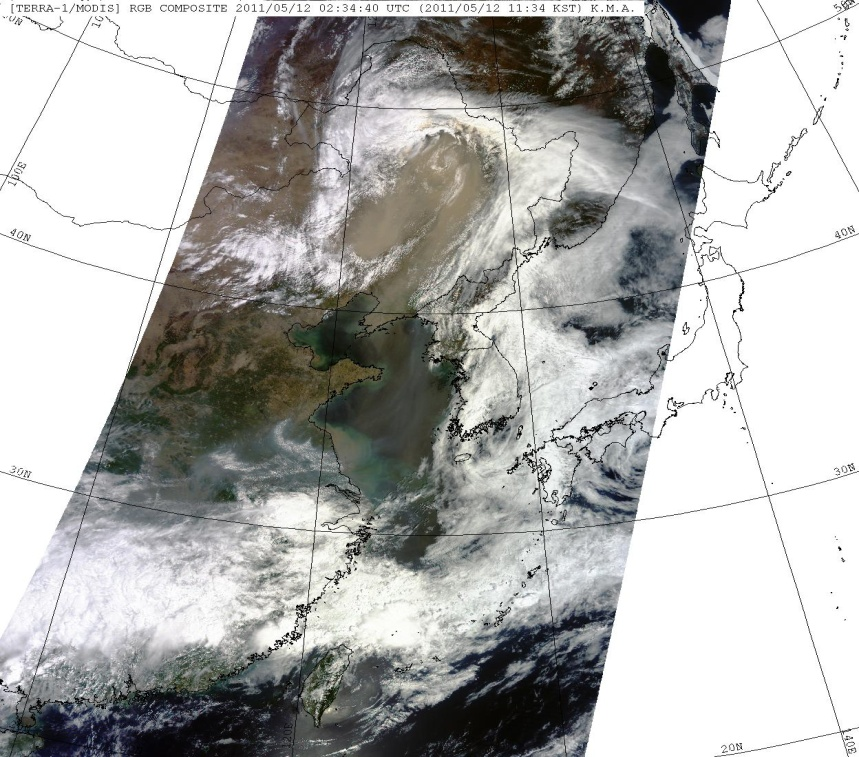 [TERRA-1/MODIS] RGB COMPOSITE 2011/05/12 02:34:40 UTC (2011/05/12 11:34 KST) K.M.A.
100E
40N
40N
30N
30N
20N
140E